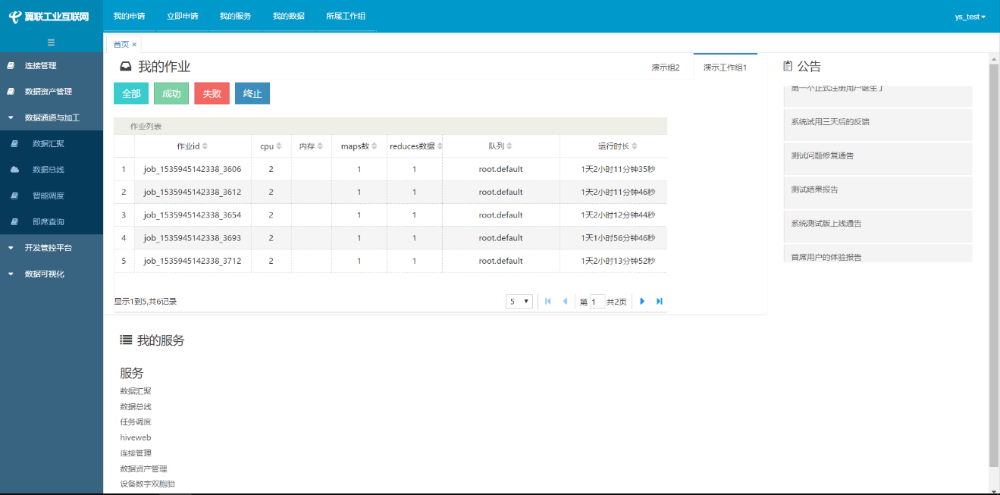 翼联工业互联网
我的申请 立即申请 我的服务 我的数据 所属工作组
ys_test
首页 ×
连接管理
数据资产管理
数据通道与加工
数据汇聚
数据总线
智能调度
即席查询
开发管控平台
数据可视化
我的作业
演示组2 演示工作组1
全部 成功 失败 终止
作业列表
作业id cpu 内存 maps数 reduces数据 队列 运行时长
1 job_1535945142338_3606 2 1 1 root.default 1天2小时11分钟35秒
2 job_1535945142338_3612 2 1 1 root.default 1天2小时11分钟46秒
3 job_1535945142338_3654 2 1 1 root.default 1天2小时12分钟44秒
4 job_1535945142338_3693 2 1 1 root.default 1天1小时56分钟46秒
5 job_1535945142338_3712 2 1 1 root.default 1天2小时13分钟52秒
显示1到5,共6记录
5 第 1 共2页
公告
第一个正式注册用户诞生了
系统试用三天后的反馈
测试问题修复通告
测试结果报告
系统测试版上线通告
首席用户的体验报告
我的服务
服务
数据汇聚
数据总线
任务调度
hiveweb
连接管理
数据资产管理
设备数字双胞胎